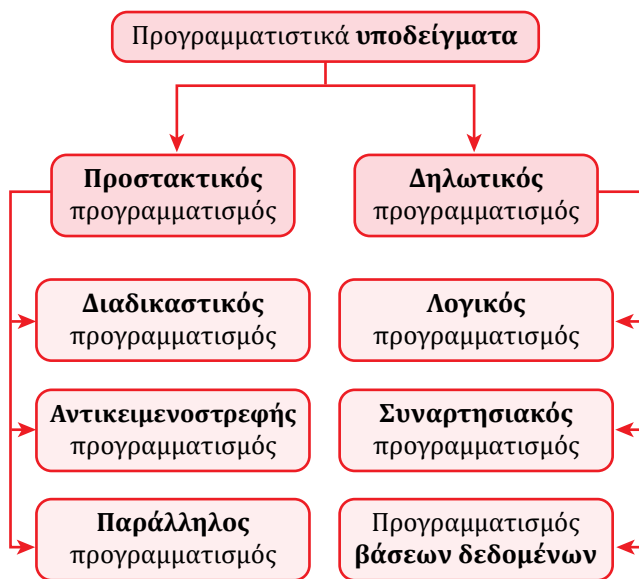 Προγραμματιστικά υποδείγματα
Προστακτικός
προγραμματισμός
Δηλωτικός
προγραμματισμός
Διαδικαστικός
προγραμματισμός
Λογικός
προγραμματισμός
Αντικειμενοστρεφής
προγραμματισμός
Συναρτησιακός
προγραμματισμός
Παράλληλος
προγραμματισμός
Προγραμματισμός
βάσεων δεδομένων